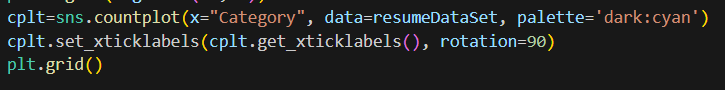 cplt=sns.countplot(x="Category", data=resumeDataSet, palette='dark:cyan')
cplt.set_xticklabels(cplt.get_xticklabels(), rotation=90)
plt.grid()